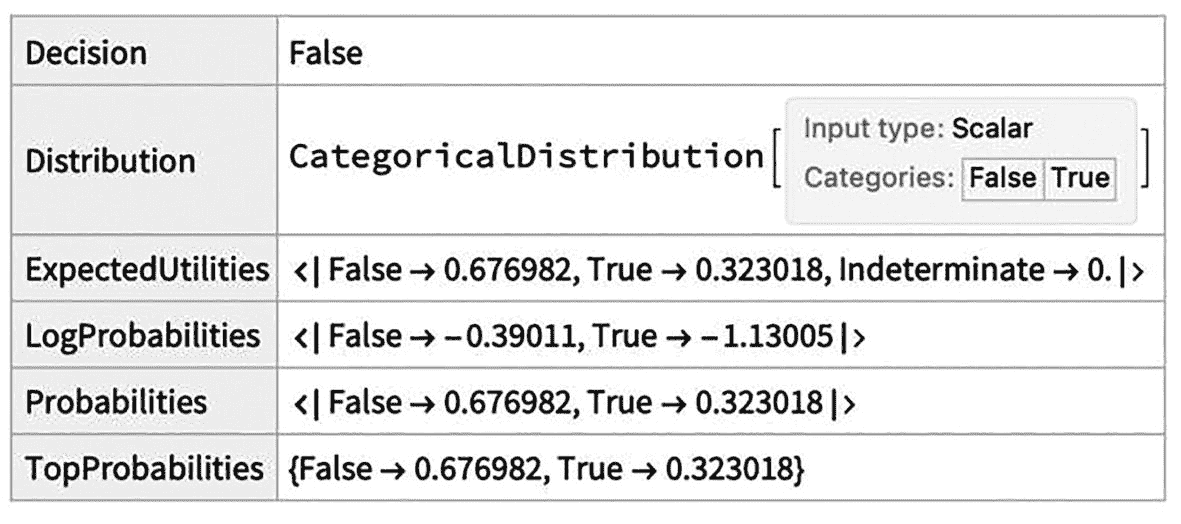 Decision False
Distribution CategoricalDistribution[ Input type: Scalar
Categories: False True ]
ExpectedUtilities <| False → 0.676982, True → 0.323018, Indeterminate → 0. |>
LogProbabilities <| False → -0.39011, True → -1.13005 |>
Probabilities <| False → 0.676982, True → 0.323018 |>
TopProbabilities {False → 0.676982, True → 0.323018}